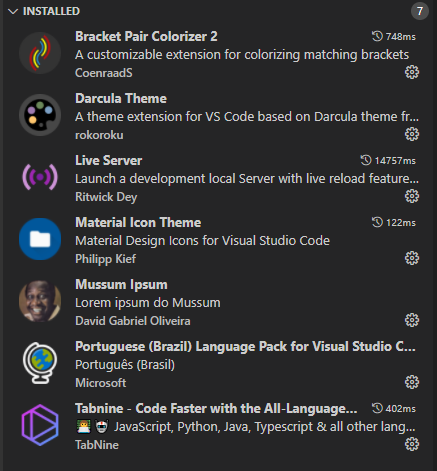 INSTALLED 7
Bracket Pair Colorizer 2 748ms
A customizable extension for colorizing matching brackets
CoenraadS
Darcula Theme
A theme extension for VS Code based on Darcula theme fr...
rokoroku
Live Server 14757ms
Launch a development local Server with live reload feature...
Ritwick Dey
Material Icon Theme 122ms
Material Design Icons for Visual Studio Code
Philipp Kief
Mussum Ipsum
Lorem ipsum do Mussum
David Gabriel Oliveira
Portuguese (Brazil) Language Pack for Visual Studio C...
Português (Brasil)
Microsoft
Tabnine - Code Faster with the All-Language... 402ms
👨‍💻 🤖 JavaScript, Python, Java, Typescript & all other lang...
TabNine